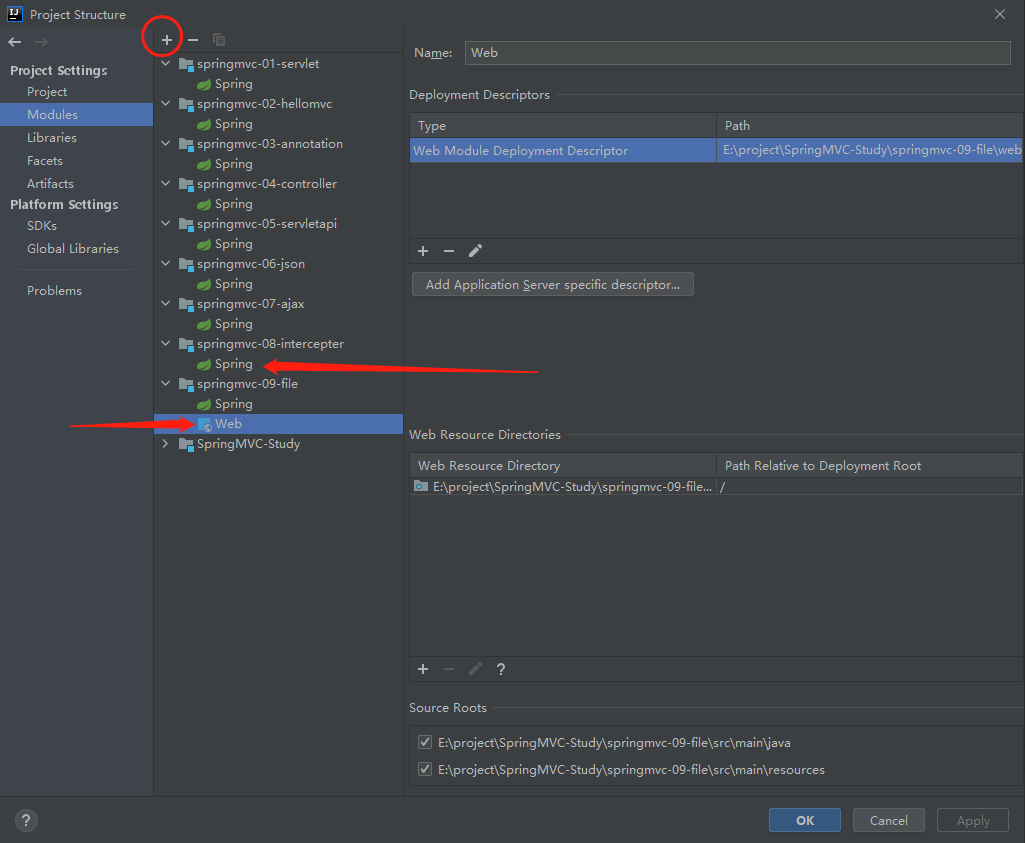 Project Structure
Project Settings
Project
Modules
Libraries
Facets
Artifacts
Platform Settings
SDKs
Global Libraries
Problems
springmvc-01-servlet
Spring
springmvc-02-hellomvc
Spring
springmvc-03-annotation
Spring
springmvc-04-controller
Spring
springmvc-05-servletapi
Spring
springmvc-06-json
Spring
springmvc-07-ajax
Spring
springmvc-08-intercepter
Spring
springmvc-09-file
Spring
Web
SpringMVC-Study
Name: Web
Deployment Descriptors
Type Path
Web Module Deployment Descriptor E:\project\SpringMVC-Study\springmvc-09-file\web
Add Application Server specific descriptor...
Web Resource Directories
Web Resource Directory Path Relative to Deployment Root
E:\project\SpringMVC-Study\springmvc-09-file... /
?
Source Roots
E:\project\SpringMVC-Study\springmvc-09-file\src\main\java
E:\project\SpringMVC-Study\springmvc-09-file\src\main\resources
? OK Cancel Apply